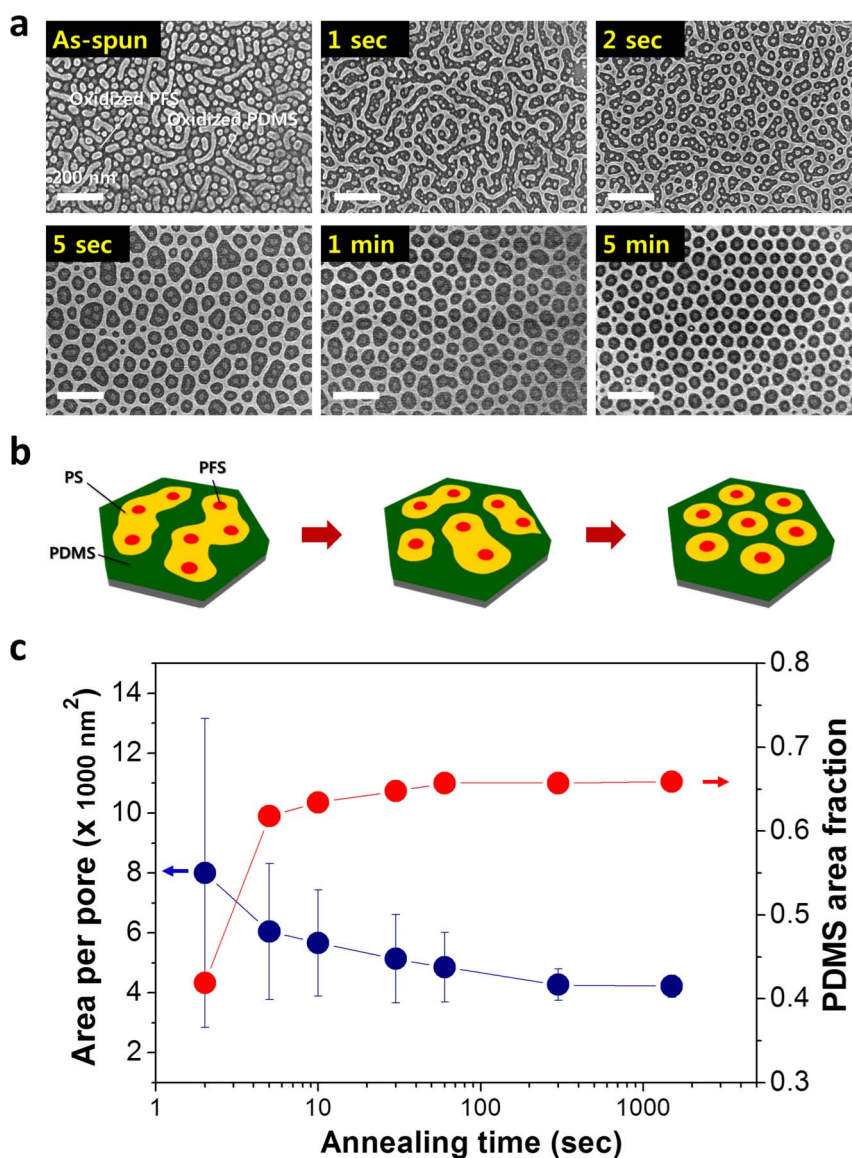 a
As-spun
1 sec
2 sec
Oxidized PFS
Oxidized PDMS
200 nm
5 sec
1 min
5 min
b
PS
PFS
PDMS
c
Area per pore (x 1000 nm²)
14
12
10
8
6
4
2
0.8
0.7
0.6
0.5
0.4
0.3
PDMS area fraction
1 10 100 1000
Annealing time (sec)